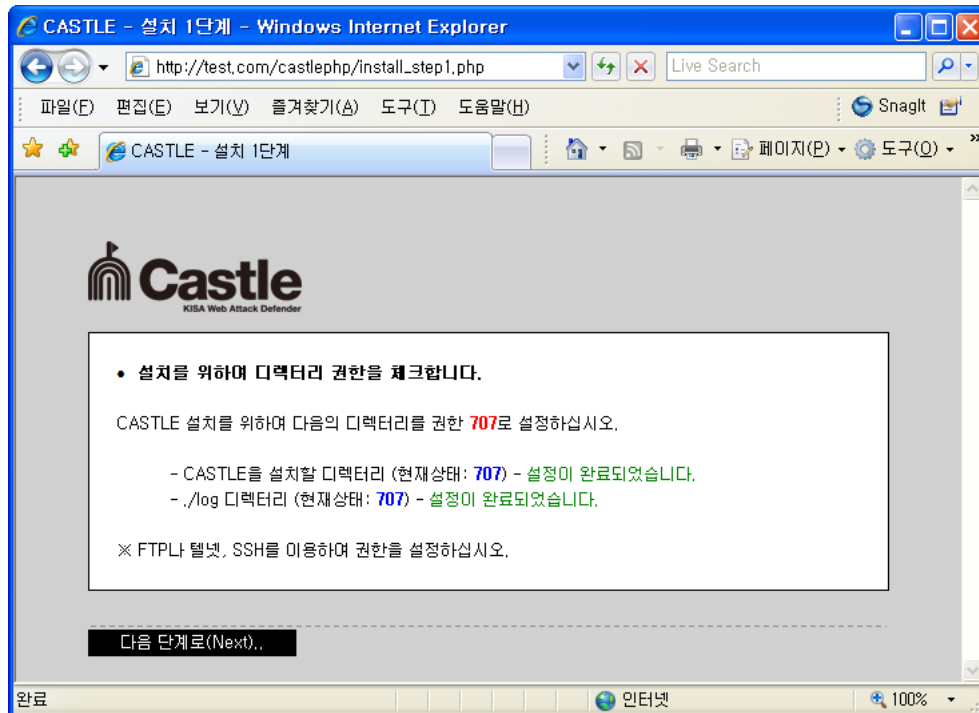 CASTLE - 설치 1단계 - Windows Internet Explorer
http://test.com/castlephp/install_step1.php
Live Search
파일(F) 편집(E) 보기(V) 즐겨찾기(A) 도구(T) 도움말(H)
SnagIt
CASTLE - 설치 1단계
페이지(P)
도구(O)
Castle
KISA Web Attack Defender
• 설치를 위하여 디렉터리 권한을 체크합니다.
CASTLE 설치를 위하여 다음의 디렉터리를 권한 707로 설정하십시오.
- CASTLE을 설치할 디렉터리 (현재상태: 707) - 설정이 완료되었습니다.
- ./log 디렉터리 (현재상태: 707) - 설정이 완료되었습니다.
※ FTP나 텔넷, SSH를 이용하여 권한을 설정하십시오.
다음 단계로(Next)..
완료
인터넷
100%